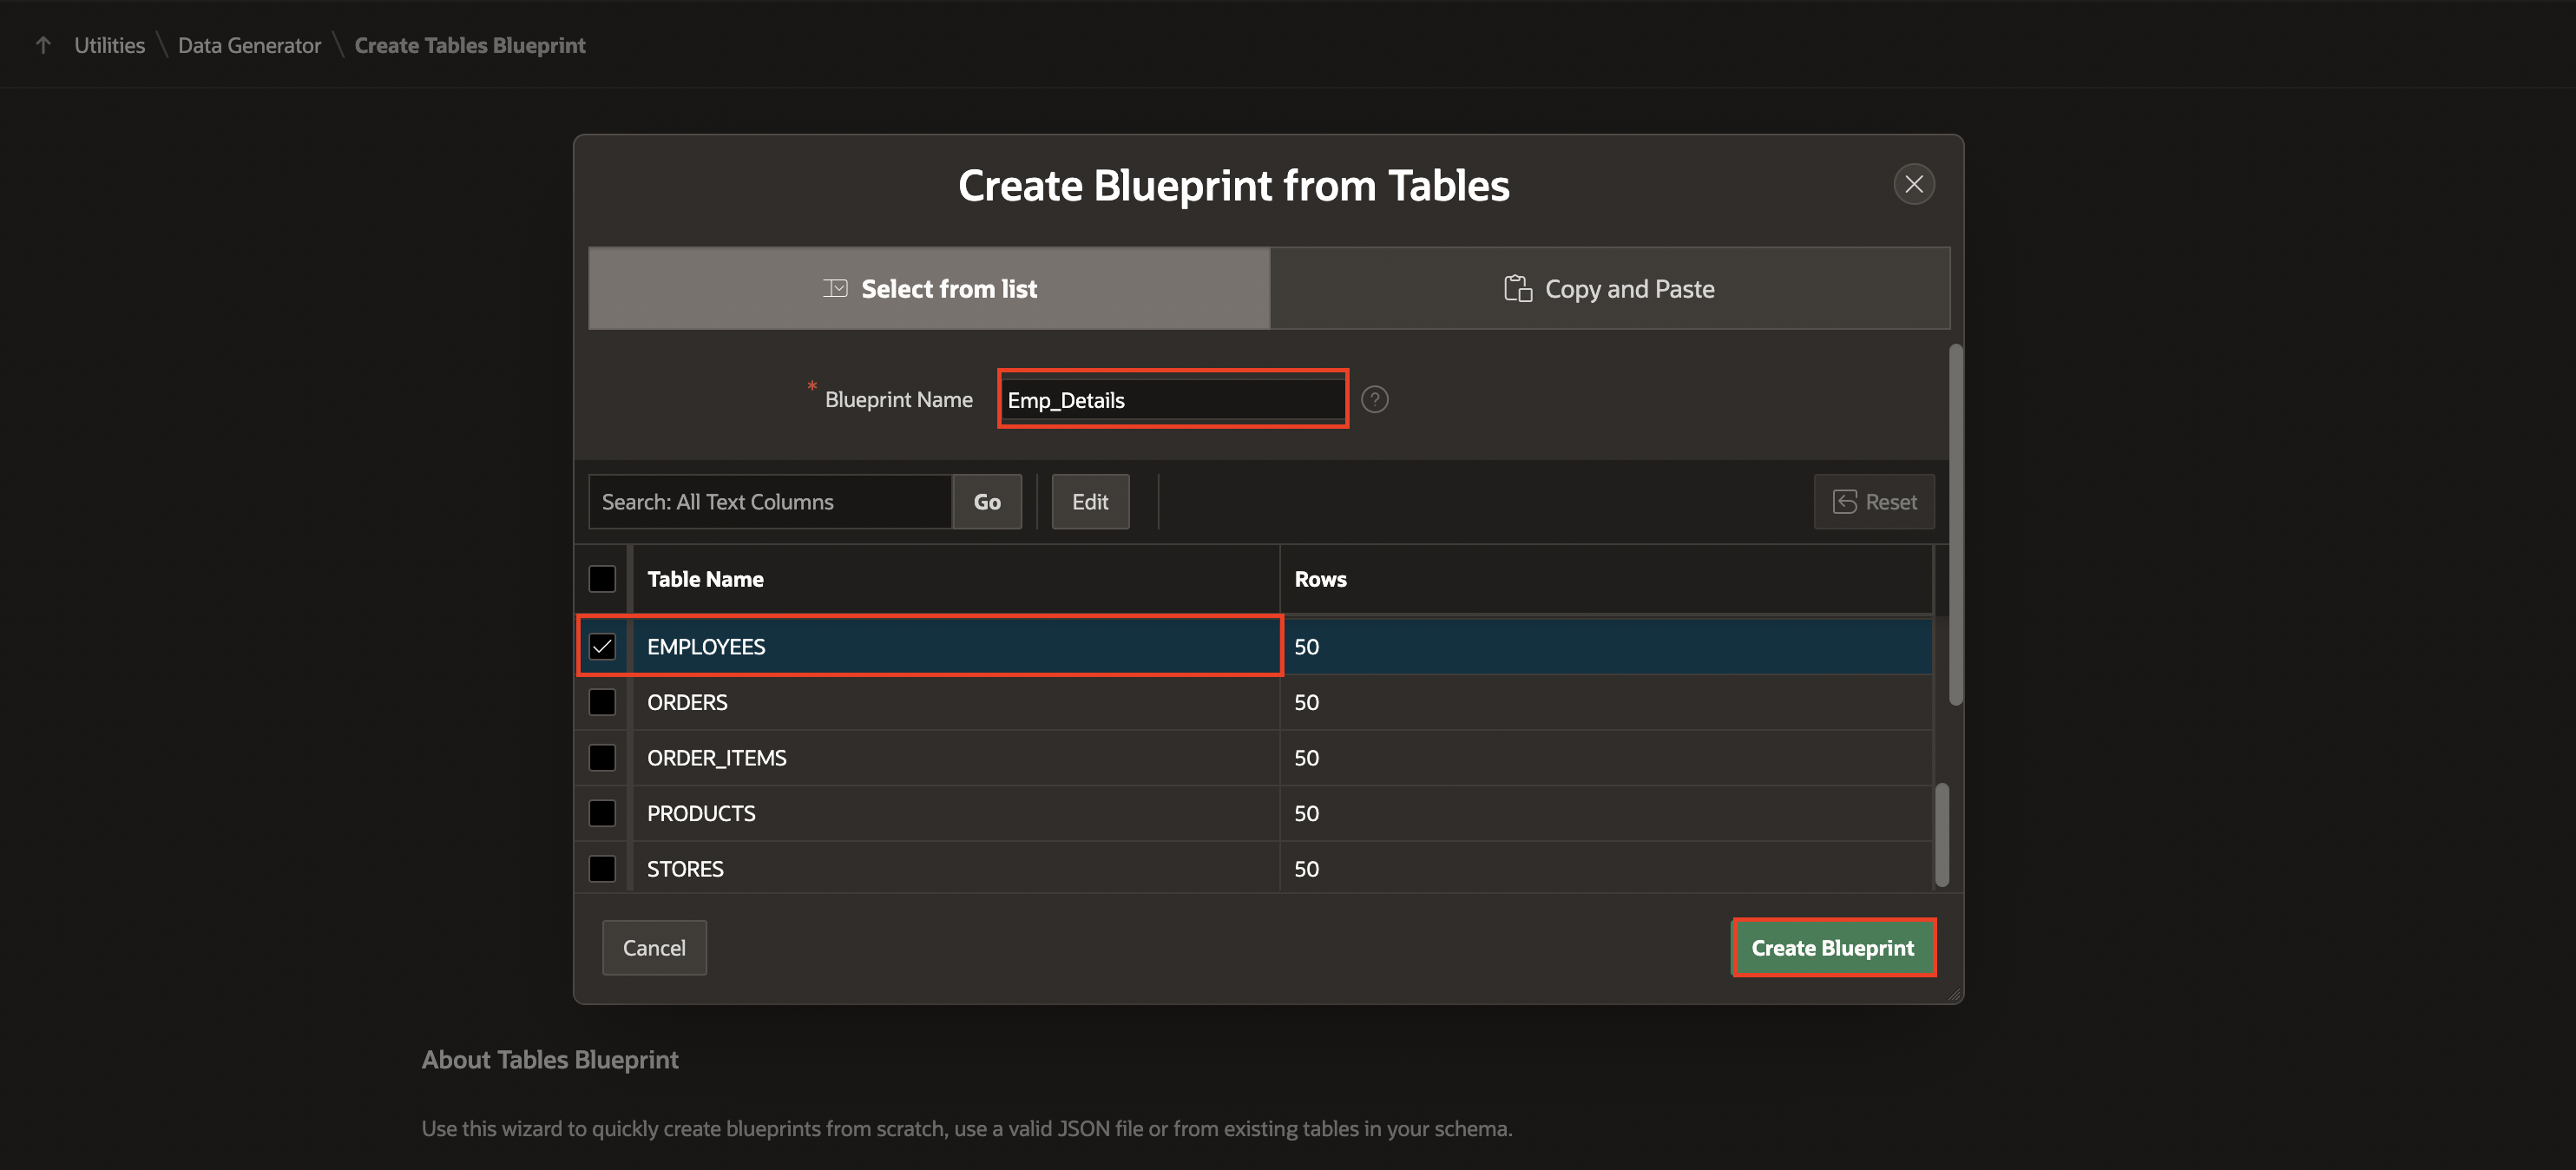 Utilities \ Data Generator \ Create Tables Blueprint
Create Blueprint from Tables
Select from list
Copy and Paste
* Blueprint Name Emp_Details ?
Search: All Text Columns Go Edit Reset
Table Name Rows
EMPLOYEES 50
ORDERS 50
ORDER_ITEMS 50
PRODUCTS 50
STORES 50
Cancel Create Blueprint
About Tables Blueprint
Use this wizard to quickly create blueprints from scratch, use a valid JSON file or from existing tables in your schema.